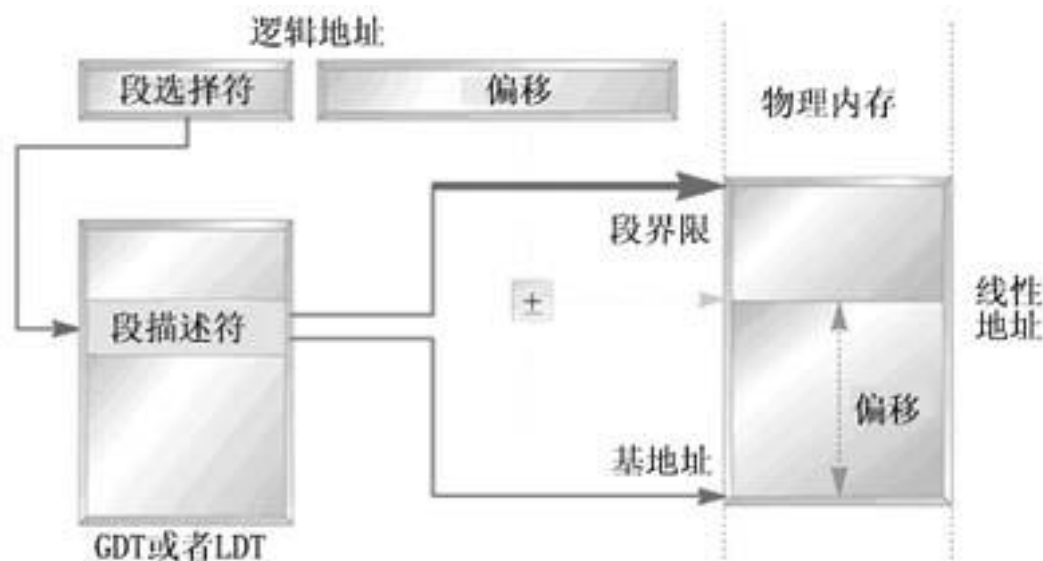 逻辑地址
段选择符
偏移
物理内存
段界限
+
线性
地址
段描述符
偏移
基地址
GDT或者LDT